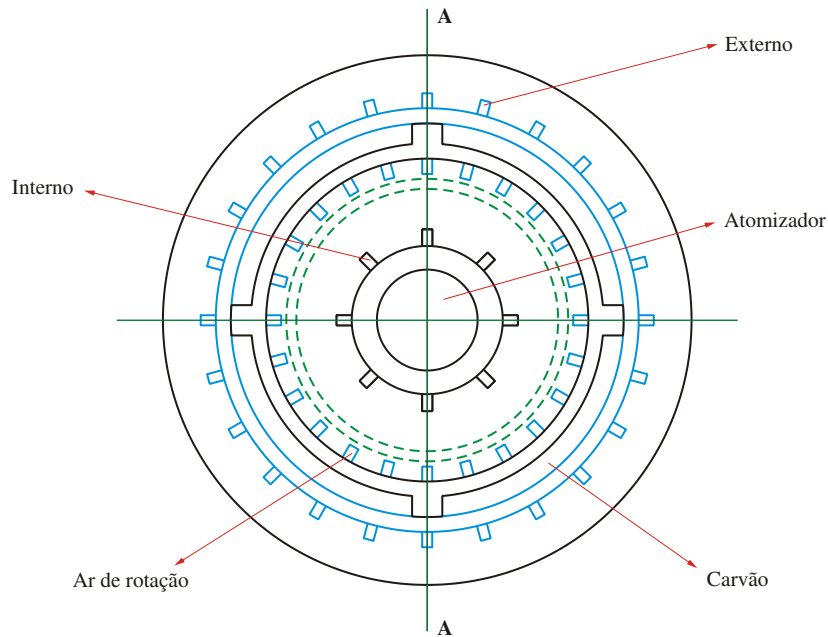 A
Externo
Interno
Atomizador
Ar de rotação
Carvão
A